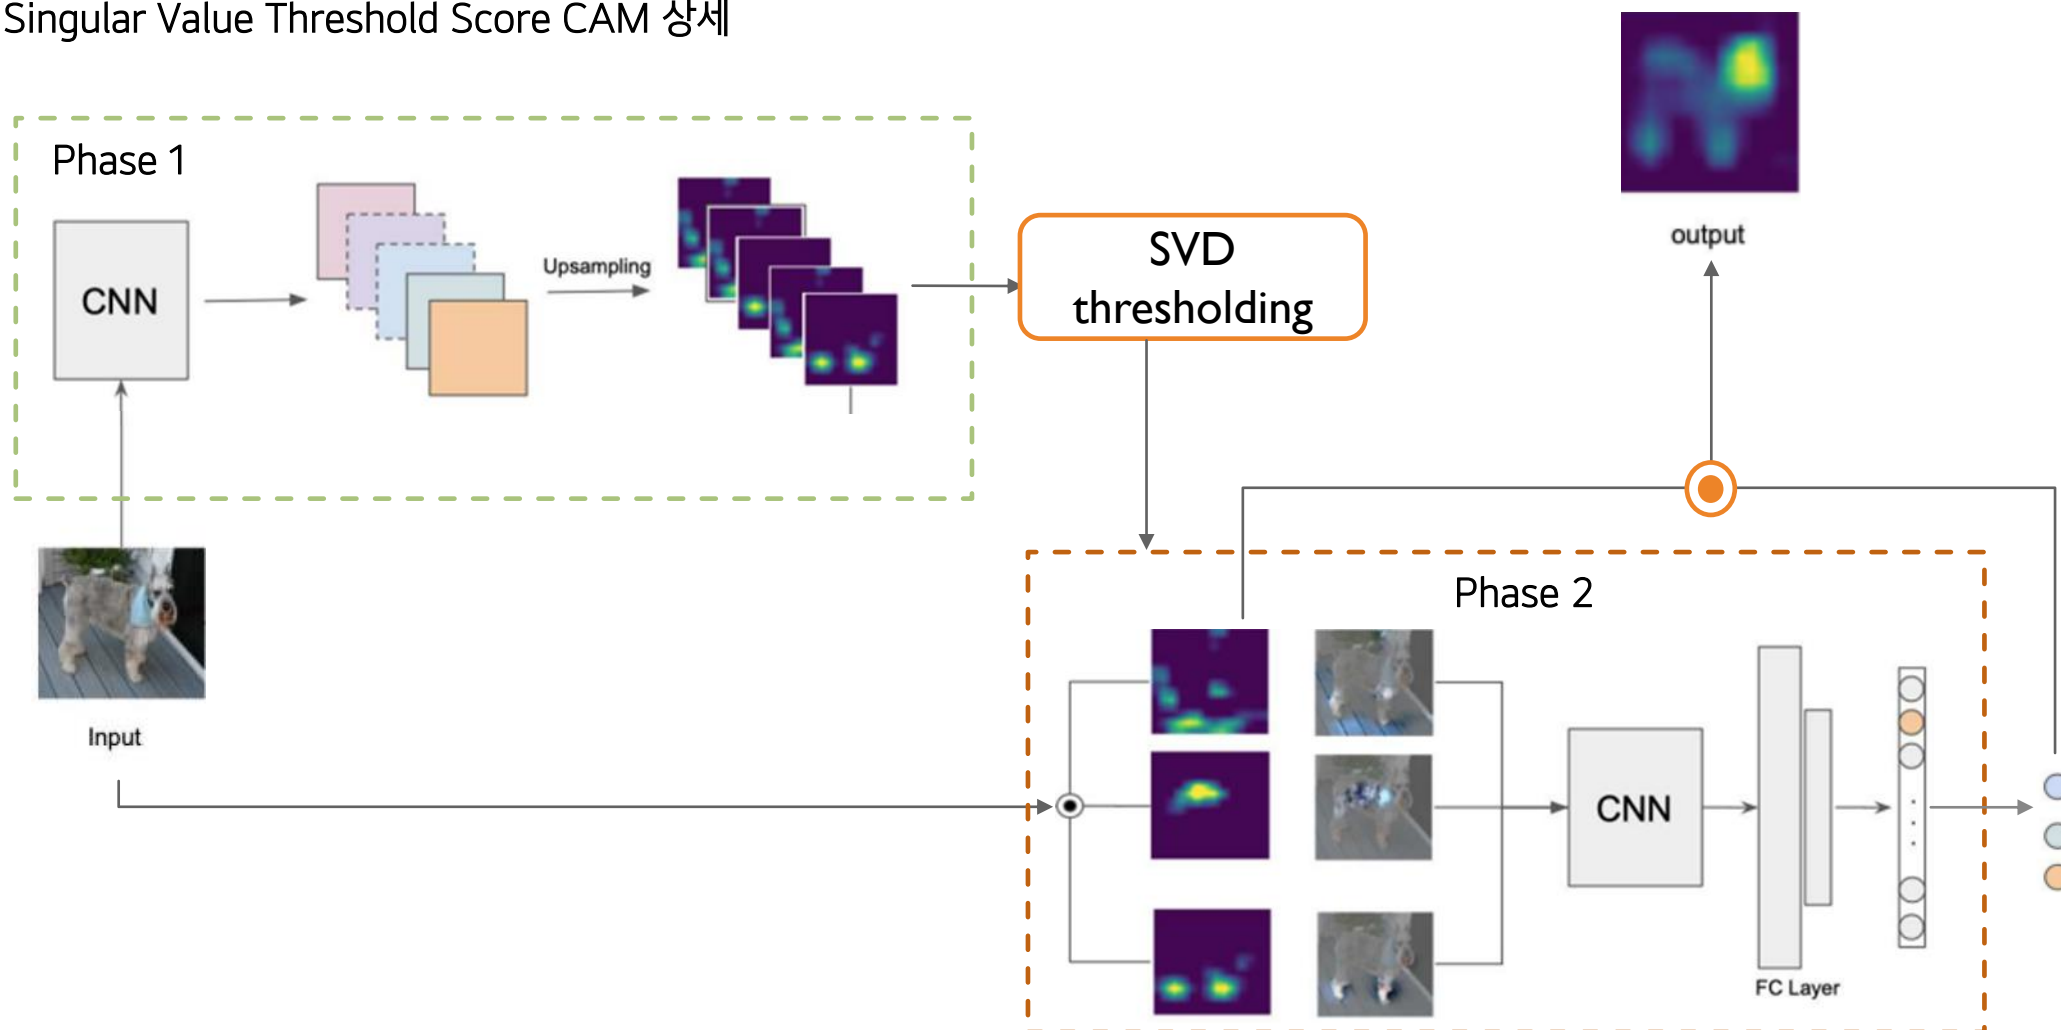 Singular Value Threshold Score CAM 상세
Phase 1
CNN
Upsampling
SVD
thresholding
output
Input
Phase 2
CNN
FC Layer